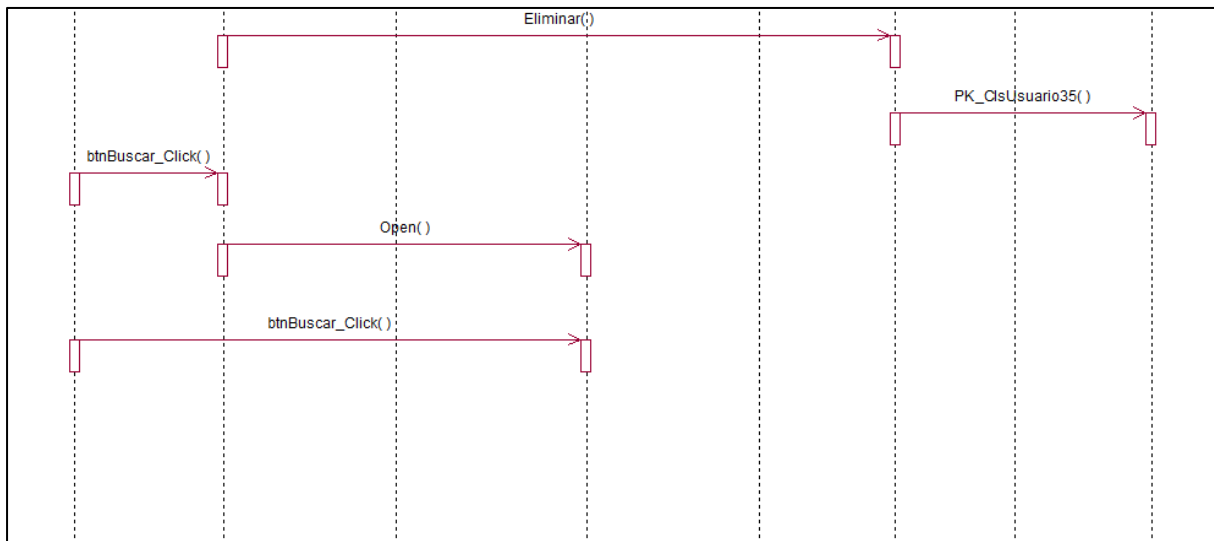 Eliminar( )
PK_ClsUsuario35( )
btnBuscar_Click( )
Open( )
btnBuscar_Click( )